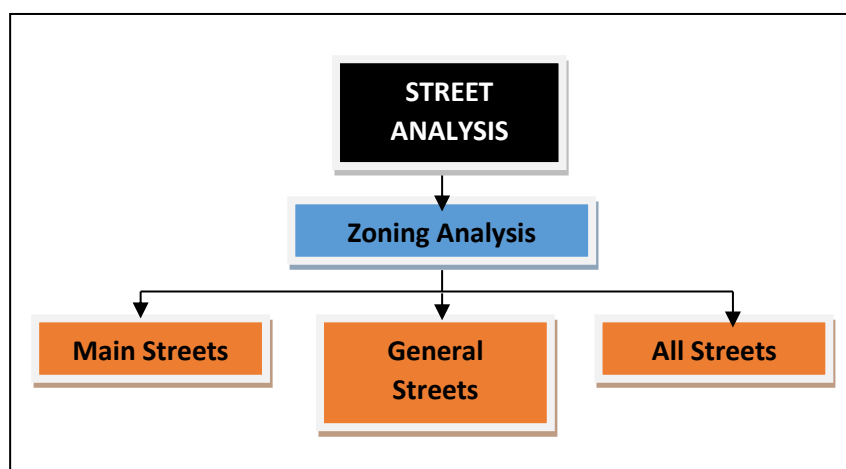 STREET
ANALYSIS
Zoning Analysis
Main Streets
General
Streets
All Streets